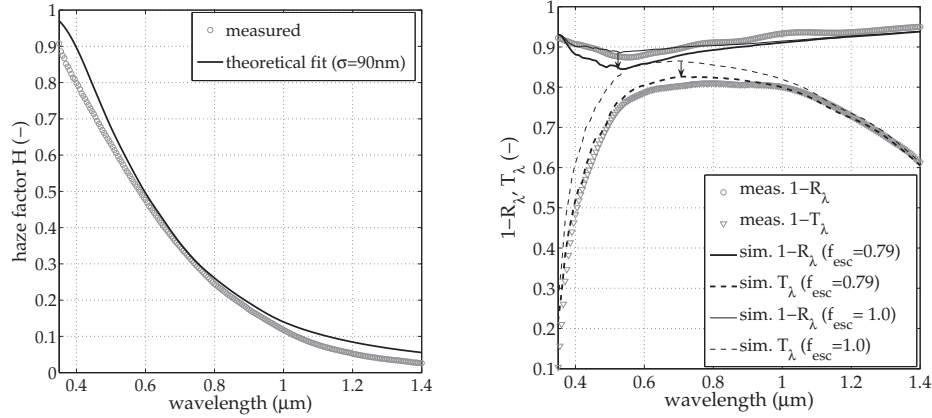 1
0.9
0.8
0.7
0.6
0.5
0.4
0.3
0.2
0.1
0
haze factor H (−)
measured
theoretical fit (σ=90nm)
0.4 0.6 0.8 1 1.2 1.4
wavelength (μm)
1
0.9
0.8
0.7
0.6
0.5
0.4
0.3
0.2
0.1
1−R_λ, T_λ (−)
meas. 1−R_λ
meas. 1−T_λ
sim. 1−R_λ (f_esc=0.79)
sim. T_λ (f_esc=0.79)
sim. 1−R_λ (f_esc= 1.0)
sim. T_λ (f_esc=1.0)
0.4 0.6 0.8 1 1.2 1.4
wavelength (μm)